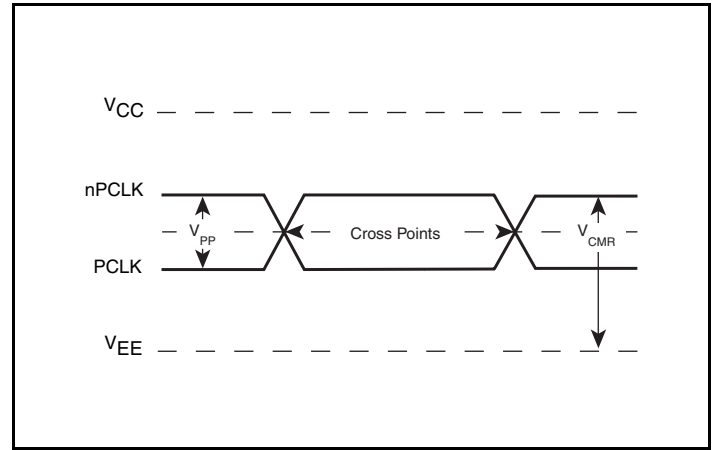 VCC
nPCLK
VPP
Cross Points
VCMR
PCLK
VEE